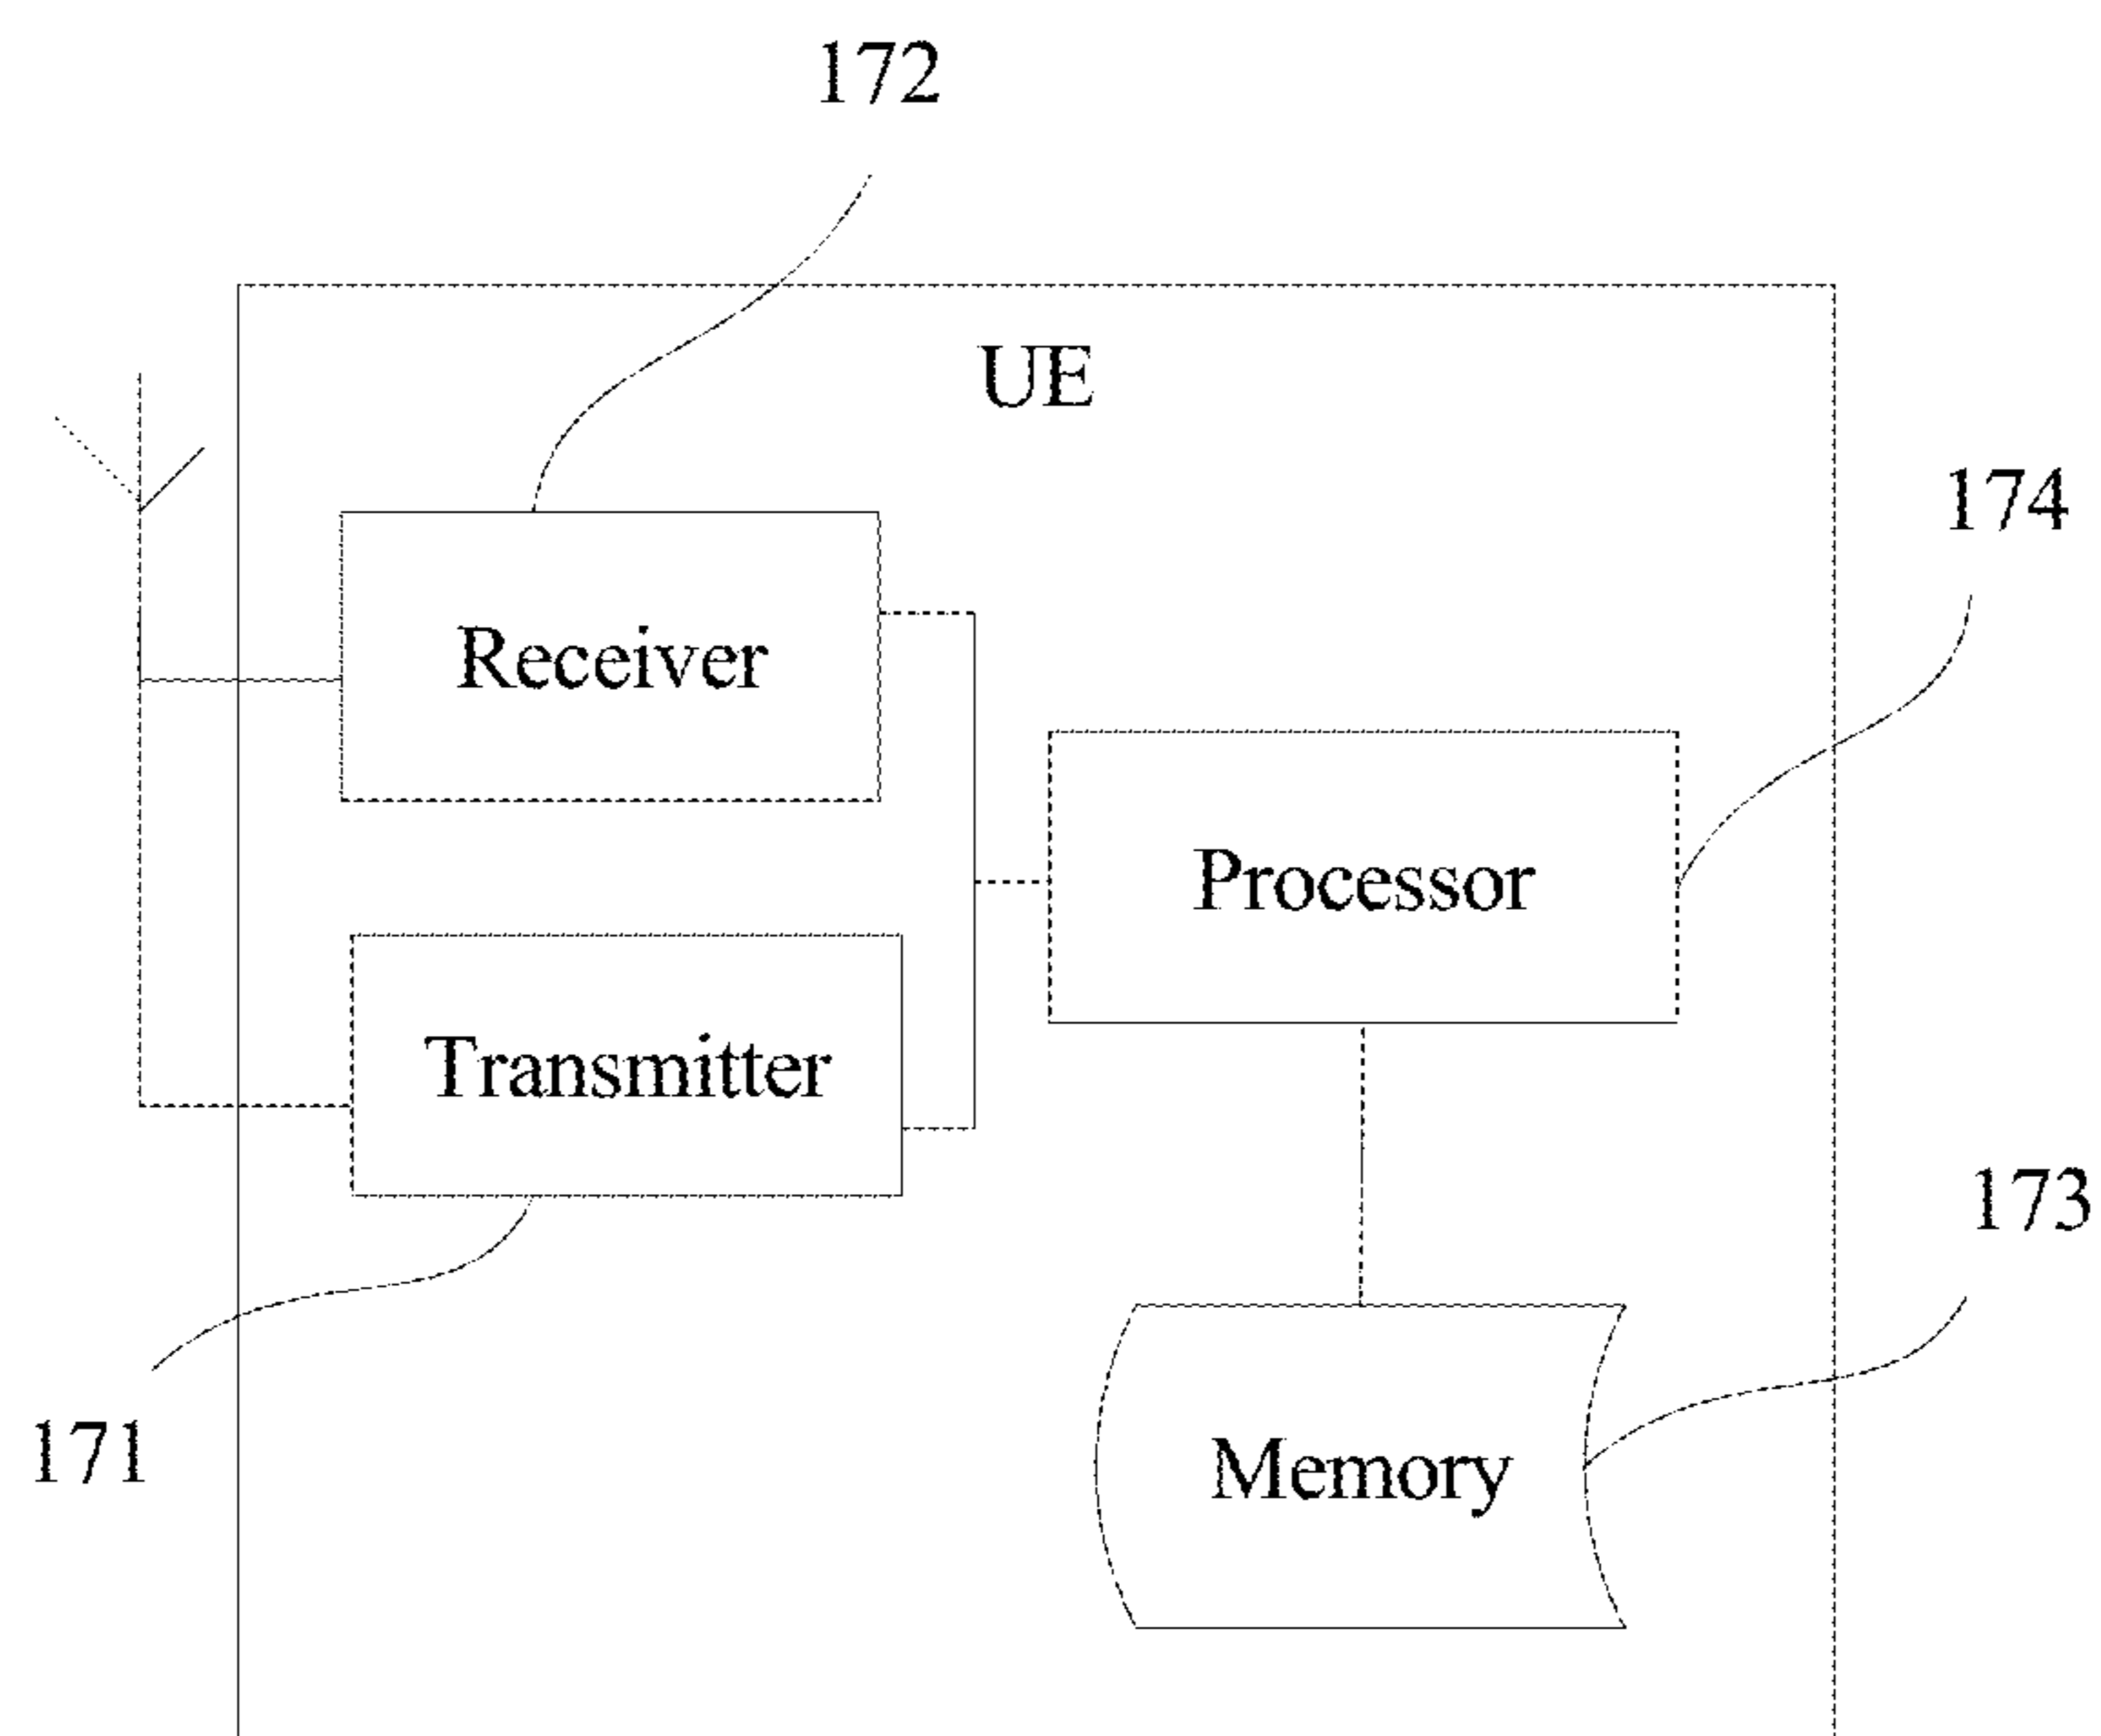 172
UE
174
Receiver
Processor
Transmitter
173
171
Memory